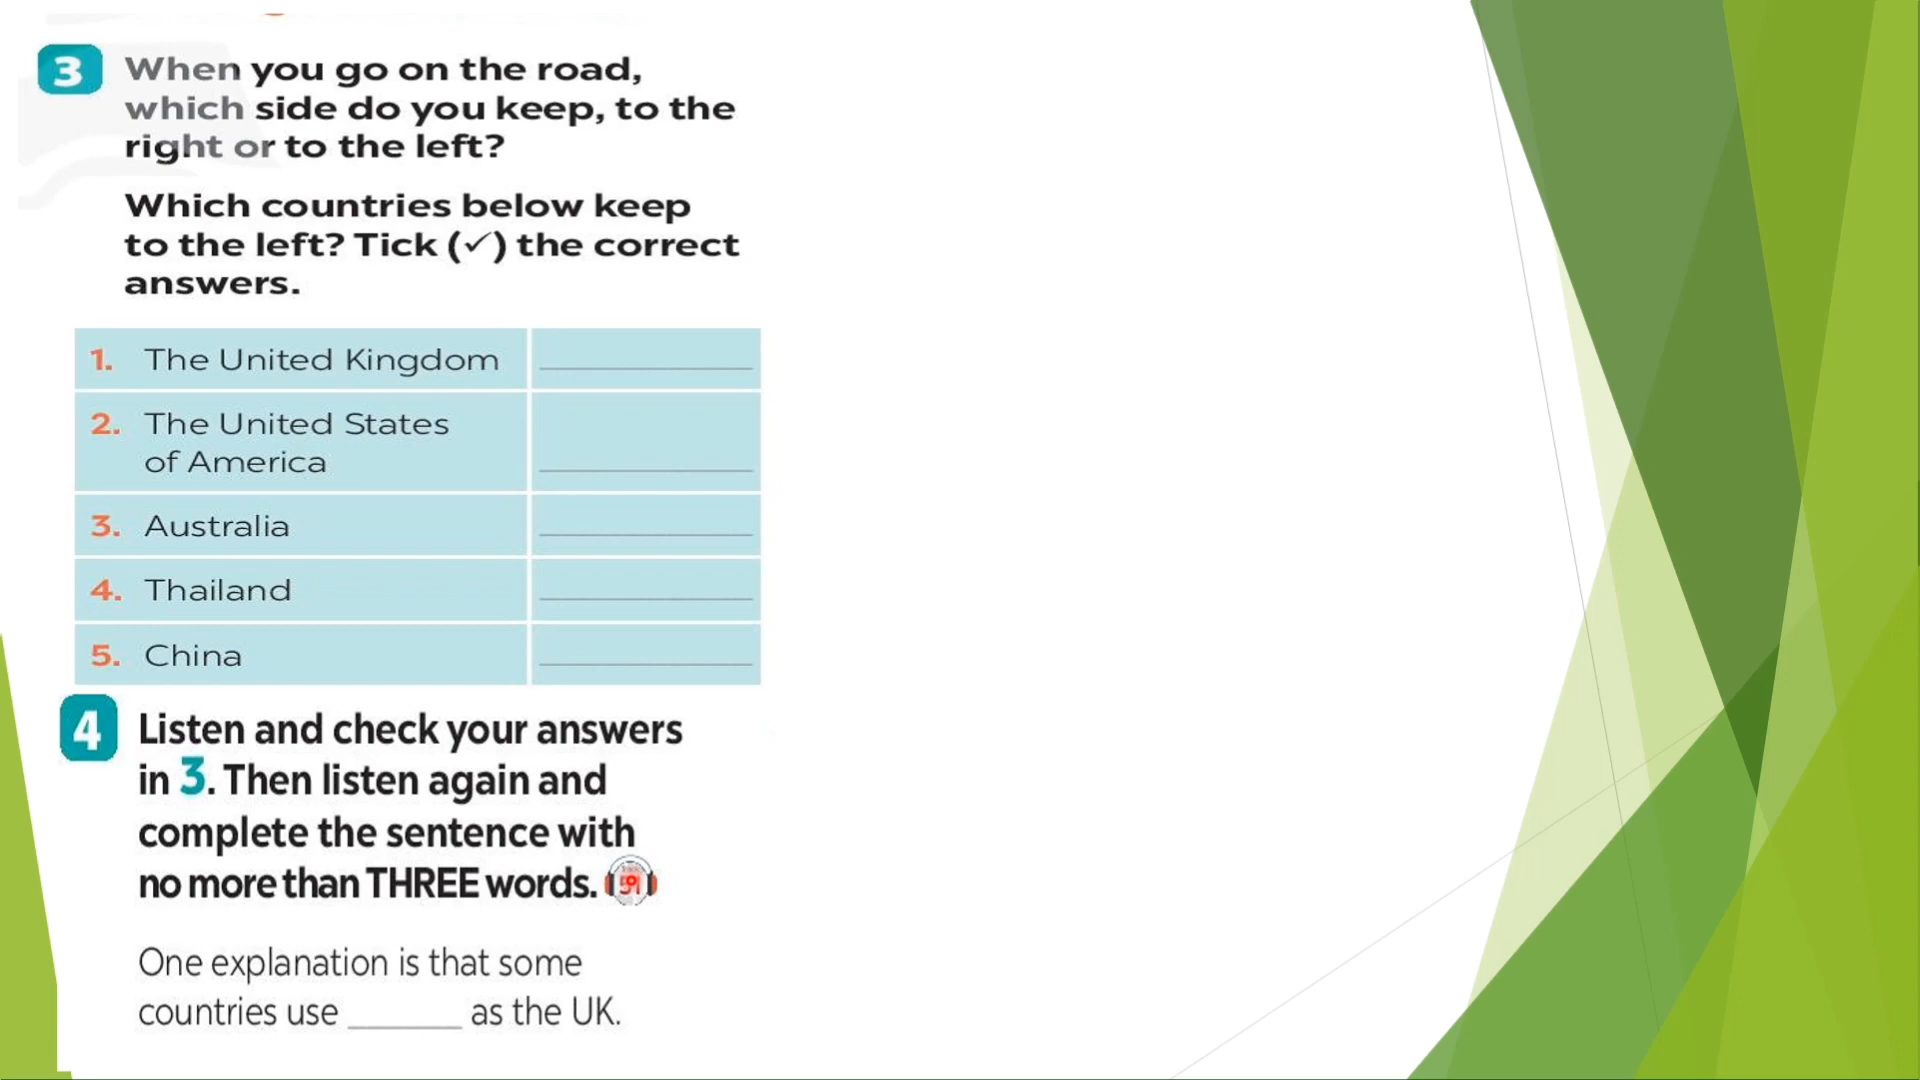 3 When you go on the road,
which side do you keep, to the
right or to the left?
Which countries below keep
to the left? Tick (✓) the correct
answers.
1. The United Kingdom
2. The United States
of America
3. Australia
4. Thailand
5. China
4 Listen and check your answers
in 3. Then listen again and
complete the sentence with
no more than THREE words.
One explanation is that some
countries use ______ as the UK.